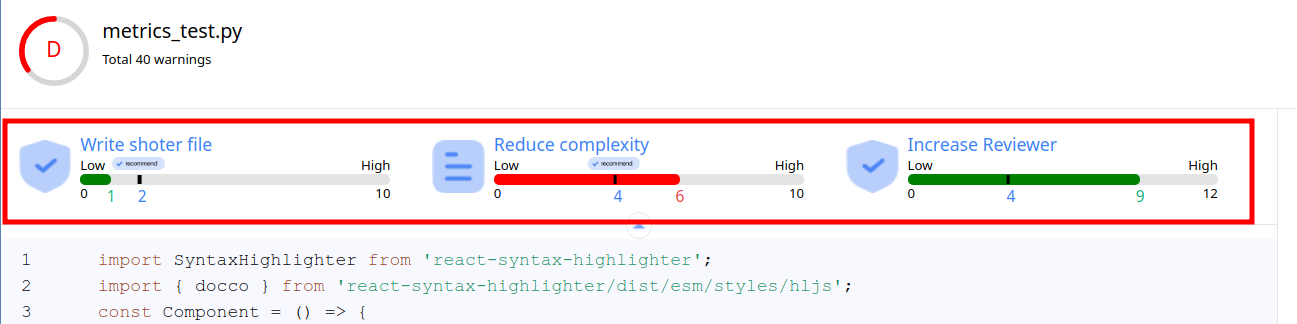 D
metrics_test.py
Total 40 warnings
Write shoter file
Low recommend High
0 1 2 10
Reduce complexity
Low recommend High
0 4 6 10
Increase Reviewer
Low High
0 4 9 12
1 import SyntaxHighlighter from 'react-syntax-highlighter';
2 import { docco } from 'react-syntax-highlighter/dist/esm/styles/hljs';
3 const Component = () => {